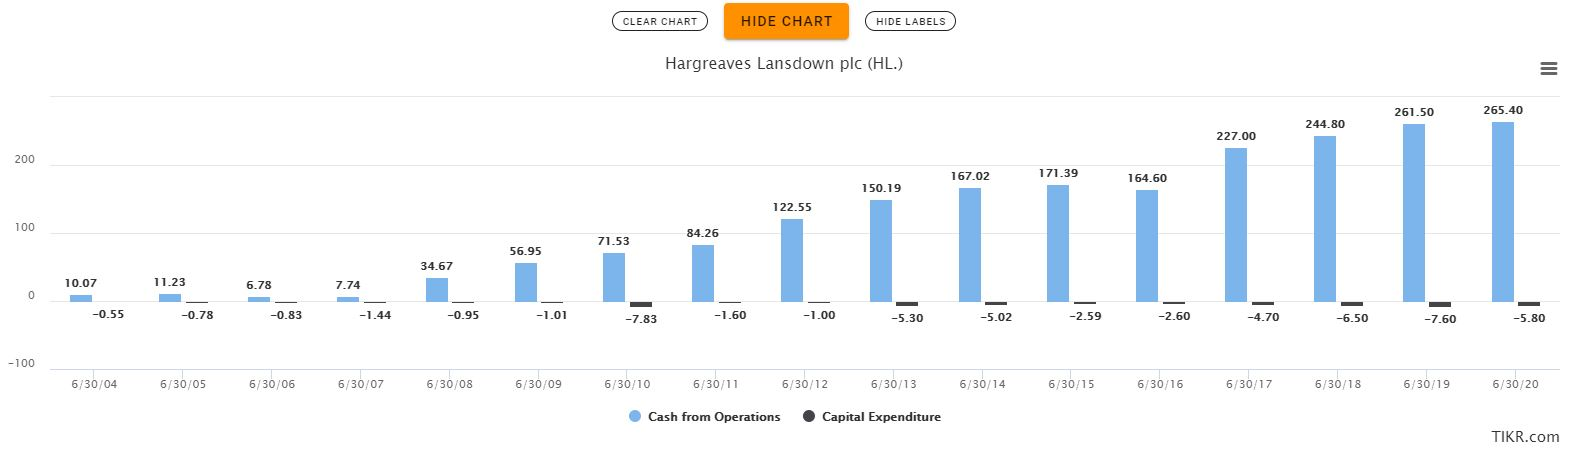 CLEAR CHART HIDE CHART HIDE LABELS
Hargreaves Lansdown plc (HL.)
265.40
261.50
244.80
227.00
200
171.39
167.02
164.60
150.19
122.55
100
84.26
71.53
56.95
34.67
10.07 11.23 6.78 7.74
0
-0.55 -0.78 -0.83 -1.44 -0.95 -1.01 -7.83 -1.60 -1.00 -5.30 -5.02 -2.59 -2.60 -4.70 -6.50 -7.60 -5.80
-100
6/30/04 6/30/05 6/30/06 6/30/07 6/30/08 6/30/09 6/30/10 6/30/11 6/30/12 6/30/13 6/30/14 6/30/15 6/30/16 6/30/17 6/30/18 6/30/19 6/30/20
Cash from Operations Capital Expenditure
TIKR.com